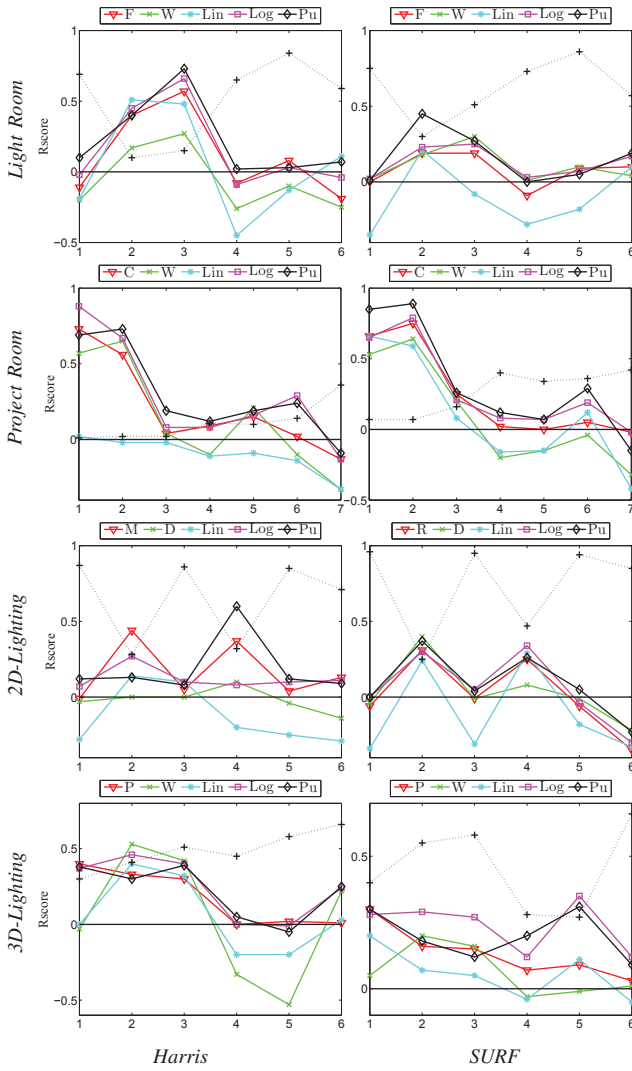 F W Lin Log Pu
F W Lin Log Pu
Light Room
Rscore
1
0.5
0
−0.5
1 2 3 4 5 6
1
0.5
0
1 2 3 4 5 6
C W Lin Log Pu
C W Lin Log Pu
Project Room
Rscore
1
0.5
0
−0.5
1 2 3 4 5 6 7
1
0.5
0
−0.5
1 2 3 4 5 6 7
M D Lin Log Pu
R D Lin Log Pu
2D-Lighting
Rscore
1
0.5
0
1 2 3 4 5 6
1
0.5
0
1 2 3 4 5 6
P W Lin Log Pu
P W Lin Log Pu
3D-Lighting
Rscore
0.5
0
−0.5
1 2 3 4 5 6
0.5
0
1 2 3 4 5 6
Harris
SURF